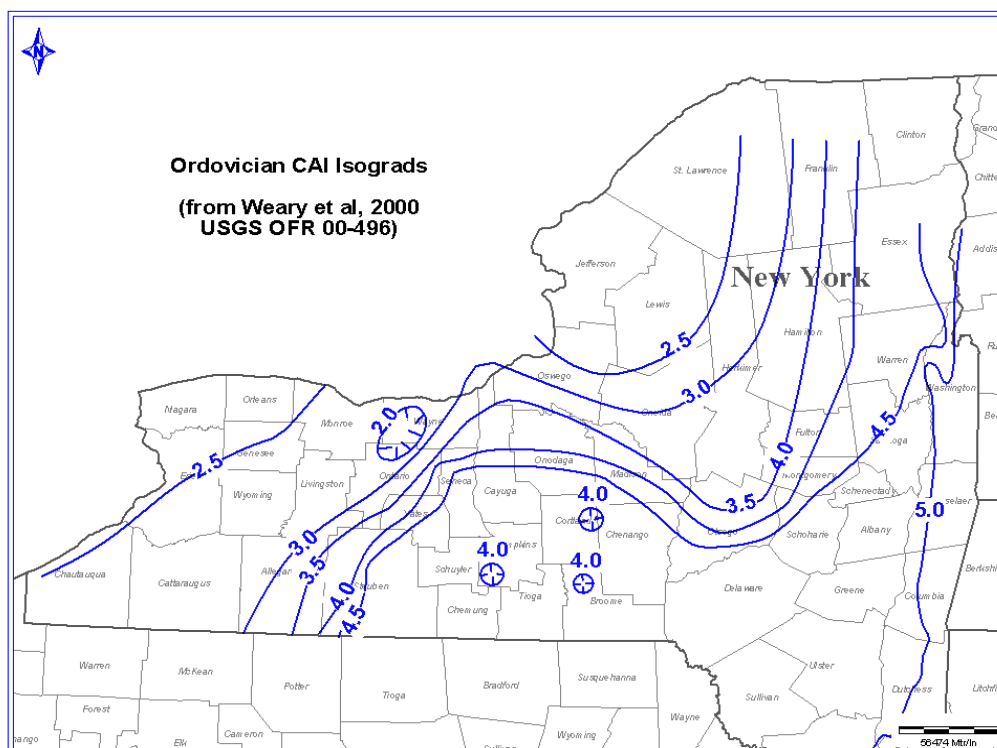 N
Ordovician CAI Isograds
(from Weary et al, 2000
USGS OFR 00-496)
New York
Clinton
Franklin
St. Lawrence
Essex
Jefferson
Lewis
Hamilton
Warren
Washington
Oswego
Oneida
Fulton
Montgomery
Schenectady
Albany
Schoharie
Otsego
Madison
Onodaga
Cayuga
Seneca
Wayne
Monroe
Orleans
Niagara
Genesee
Wyoming
Livingston
Ontario
Yates
Chenango
Schuyler
Tioga
Broome
Chemung
Steuben
Cattaraugus
Chautauqua
Delaware
Greene
Columbia
Ulster
Sullivan
Dutchess
Warren
McKean
Potter
Tioga
Bradford
Susquehanna
Wayne
Wyoming
Forest
Elk
Cameron
2.5
3.0
3.5
4.0
4.5
5.0
2.0
2.5
3.0
3.5
4.0
4.5
4.0
4.0
4.0
56474 Mtr/In